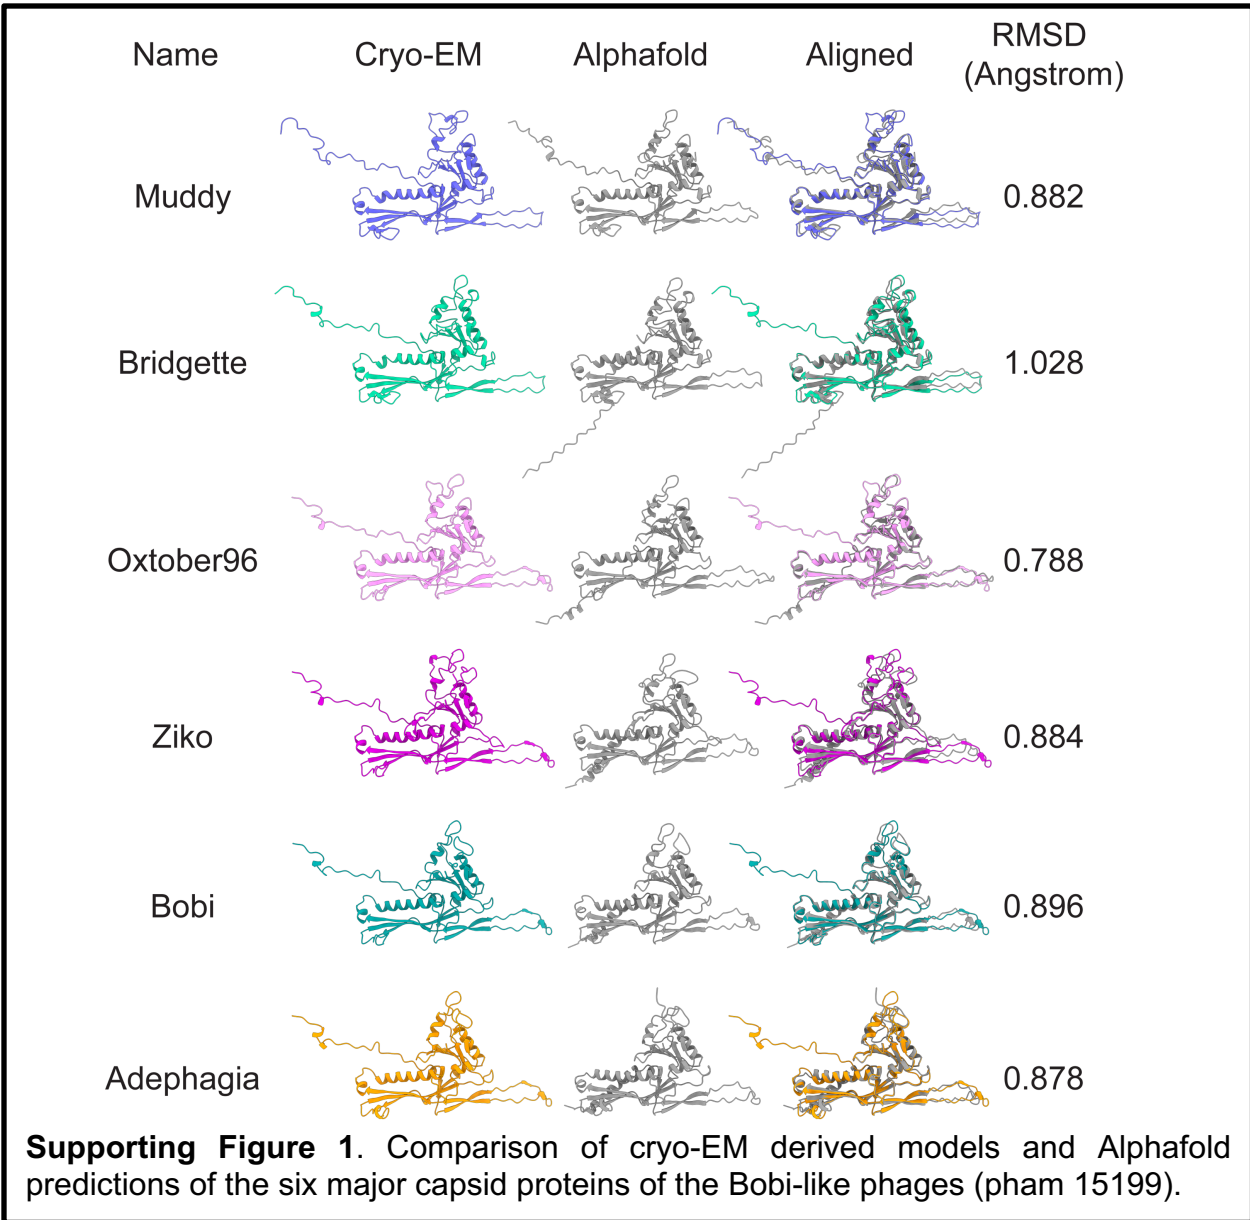 Name Cryo-EM Alphafold Aligned RMSD
(Angstrom)
Muddy 0.882
Bridgette 1.028
Oxtober96 0.788
Ziko 0.884
Bobi 0.896
Adephagia 0.878
Supporting Figure 1. Comparison of cryo-EM derived models and Alphafold
predictions of the six major capsid proteins of the Bobi-like phages (pham 15199).